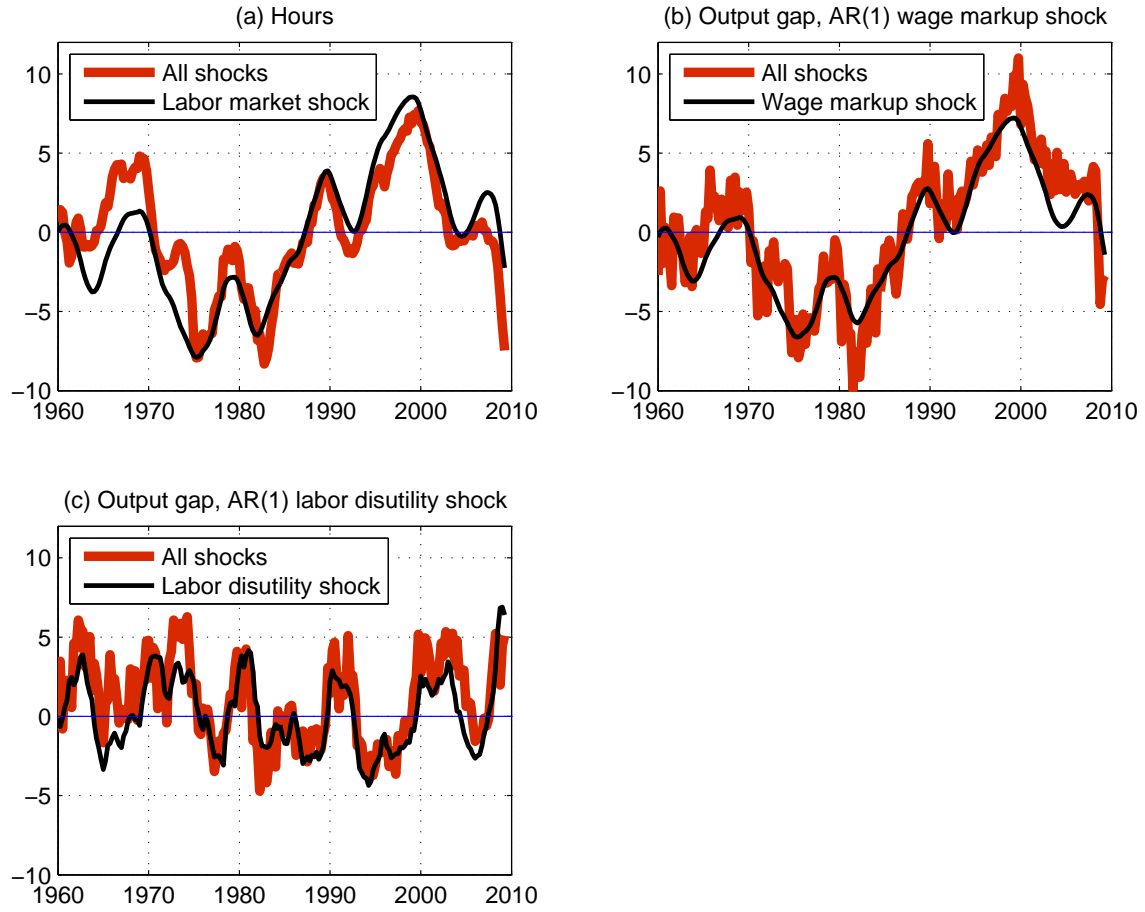 (a) Hours
All shocks
Labor market shock
10
5
0
−5
−10
1960 1970 1980 1990 2000 2010
(b) Output gap, AR(1) wage markup shock
All shocks
Wage markup shock
10
5
0
−5
−10
1960 1970 1980 1990 2000 2010
(c) Output gap, AR(1) labor disutility shock
All shocks
Labor disutility shock
10
5
0
−5
−10
1960 1970 1980 1990 2000 2010